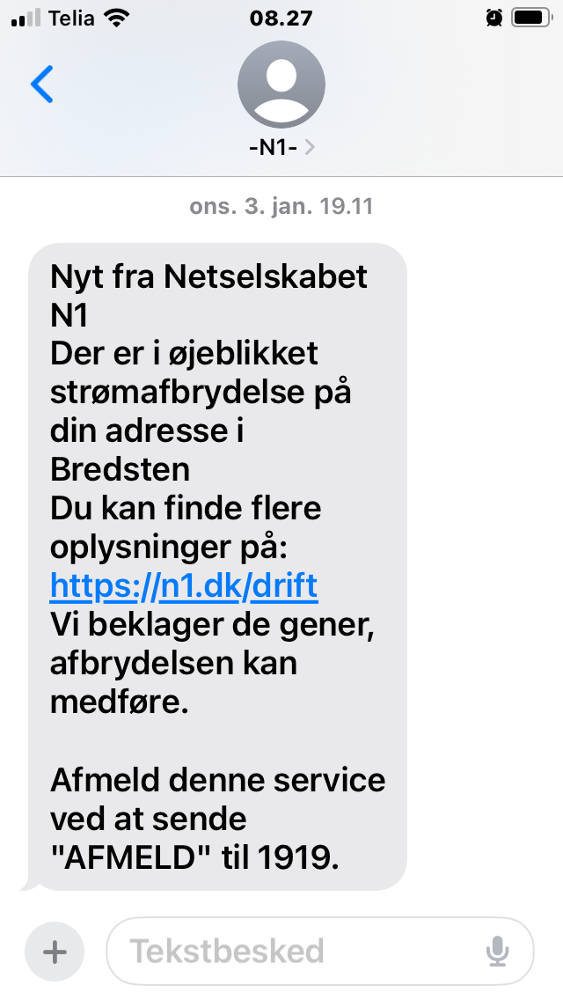 Telia
08.27
-N1-
ons. 3. jan. 19.11
Nyt fra Netselskabet
N1
Der er i øjeblikket
strømafbrydelse på
din adresse i
Bredsten
Du kan finde flere
oplysninger på:
https://n1.dk/drift
Vi beklager de gener,
afbrydelsen kan
medføre.
Afmeld denne service
ved at sende
"AFMELD" til 1919.
Tekstbesked